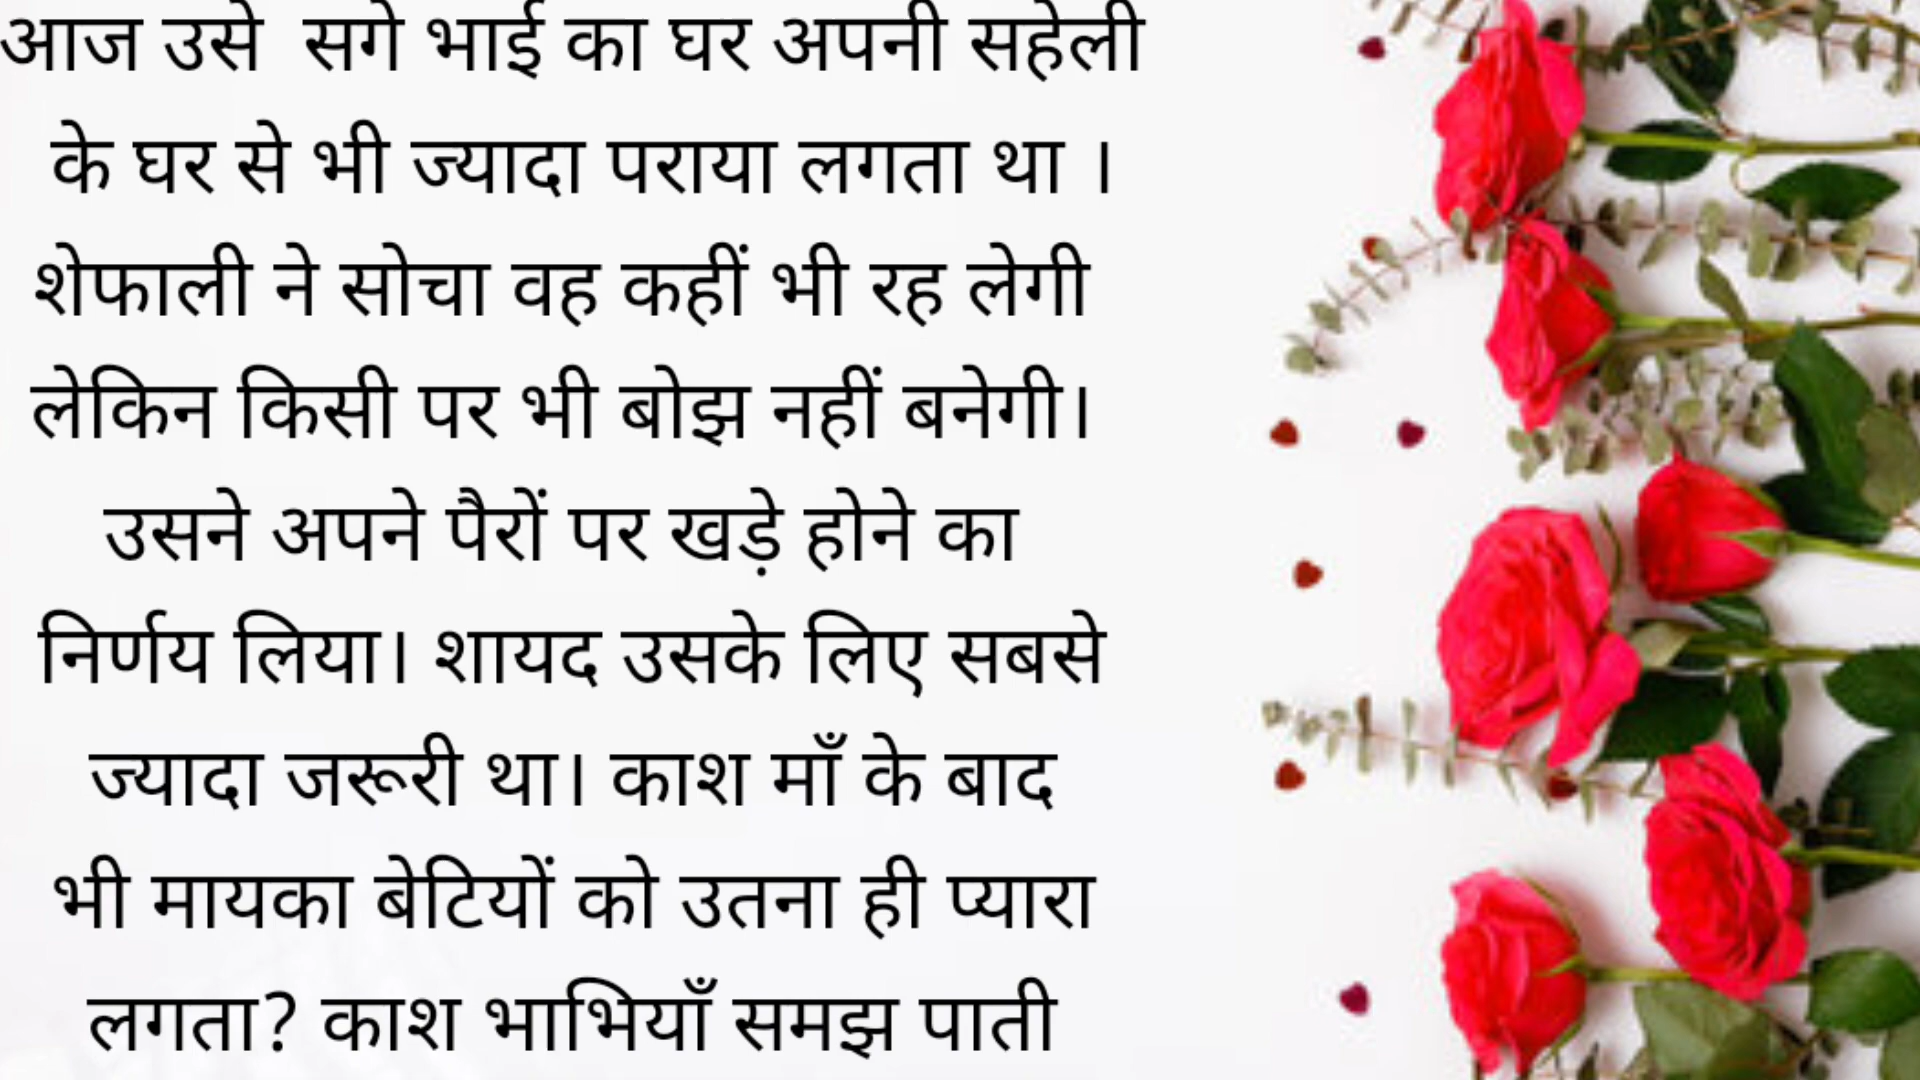 आज उसे  सगे भाई का घर अपनी सहेली
के घर से भी ज्यादा पराया लगता था ।
शेफाली ने सोचा वह कहीं भी रह लेगी
लेकिन किसी पर भी बोझ नहीं बनेगी।
उसने अपने पैरों पर खड़े होने का
निर्णय लिया। शायद उसके लिए सबसे
ज्यादा जरूरी था। काश माँ के बाद
भी मायका बेटियों को उतना ही प्यारा
लगता? काश भाभियाँ समझ पाती